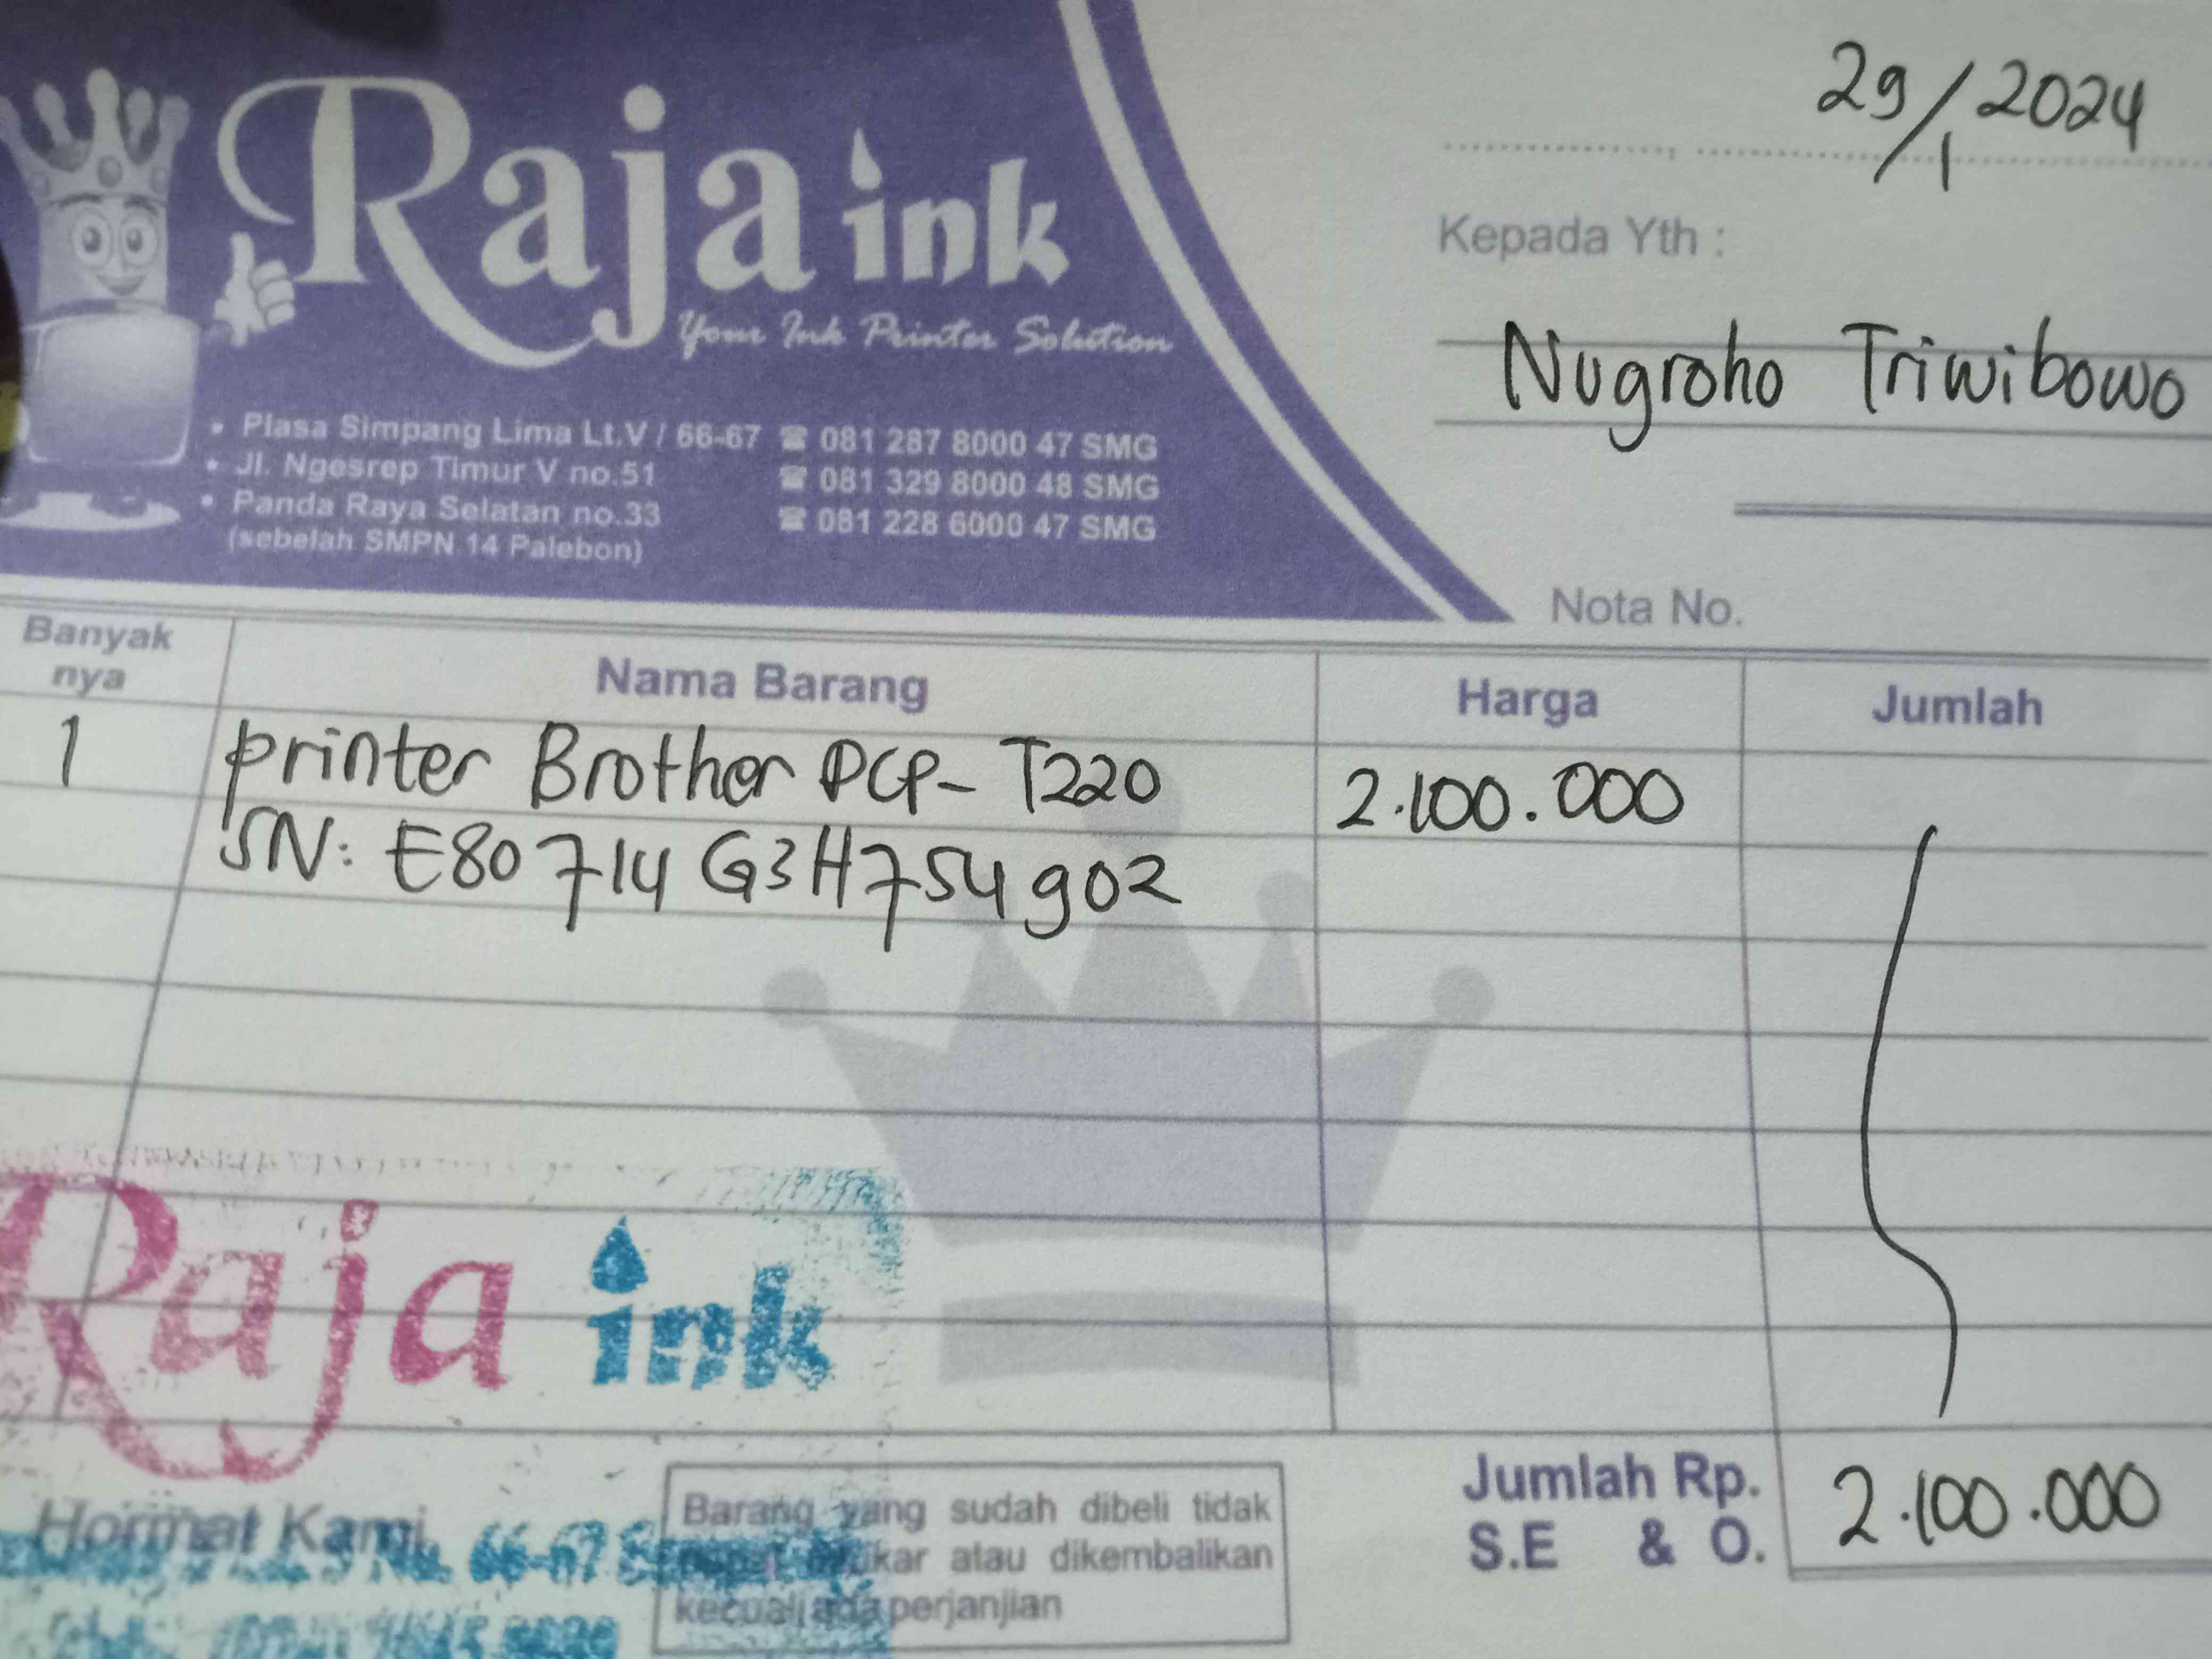 Raja ink
Your Ink Printer Solution
• Plasa Simpang Lima Lt.V / 66-67 ☎ 081 287 8000 47 SMG
• Jl. Ngesrep Timur V no.51 ☎ 081 329 8000 48 SMG
• Panda Raya Selatan no.33 ☎ 081 228 6000 47 SMG
(sebelah SMPN 14 Palebon)
29/1 2024
Kepada Yth :
Nugroho Triwibowo
Nota No.
Banyak nya Nama Barang Harga Jumlah
1 printer Brother DCP-T220 2.100.000
SN: E80714G3H754902
Raja ink
Hormat Kami,
66-67
Barang yang sudah dibeli tidak
atau dikembalikan
kecuali ada perjanjian
Jumlah Rp. 2.100.000
S.E & O.